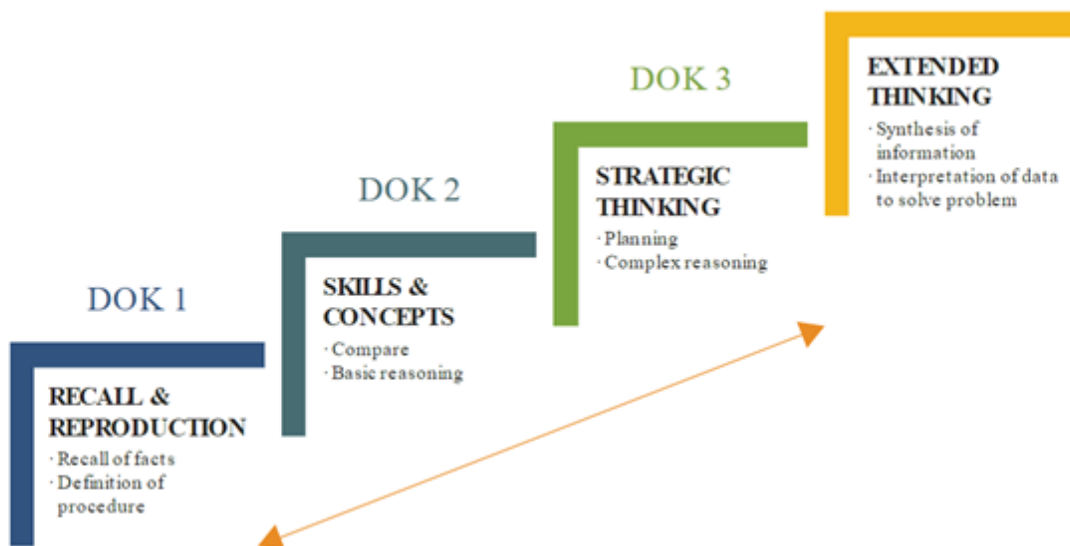 DOK 1
RECALL &
REPRODUCTION
· Recall of facts
· Definition of
procedure
DOK 2
SKILLS &
CONCEPTS
· Compare
· Basic reasoning
DOK 3
STRATEGIC
THINKING
· Planning
· Complex reasoning
EXTENDED
THINKING
· Synthesis of
information
· Interpretation of data
to solve problem